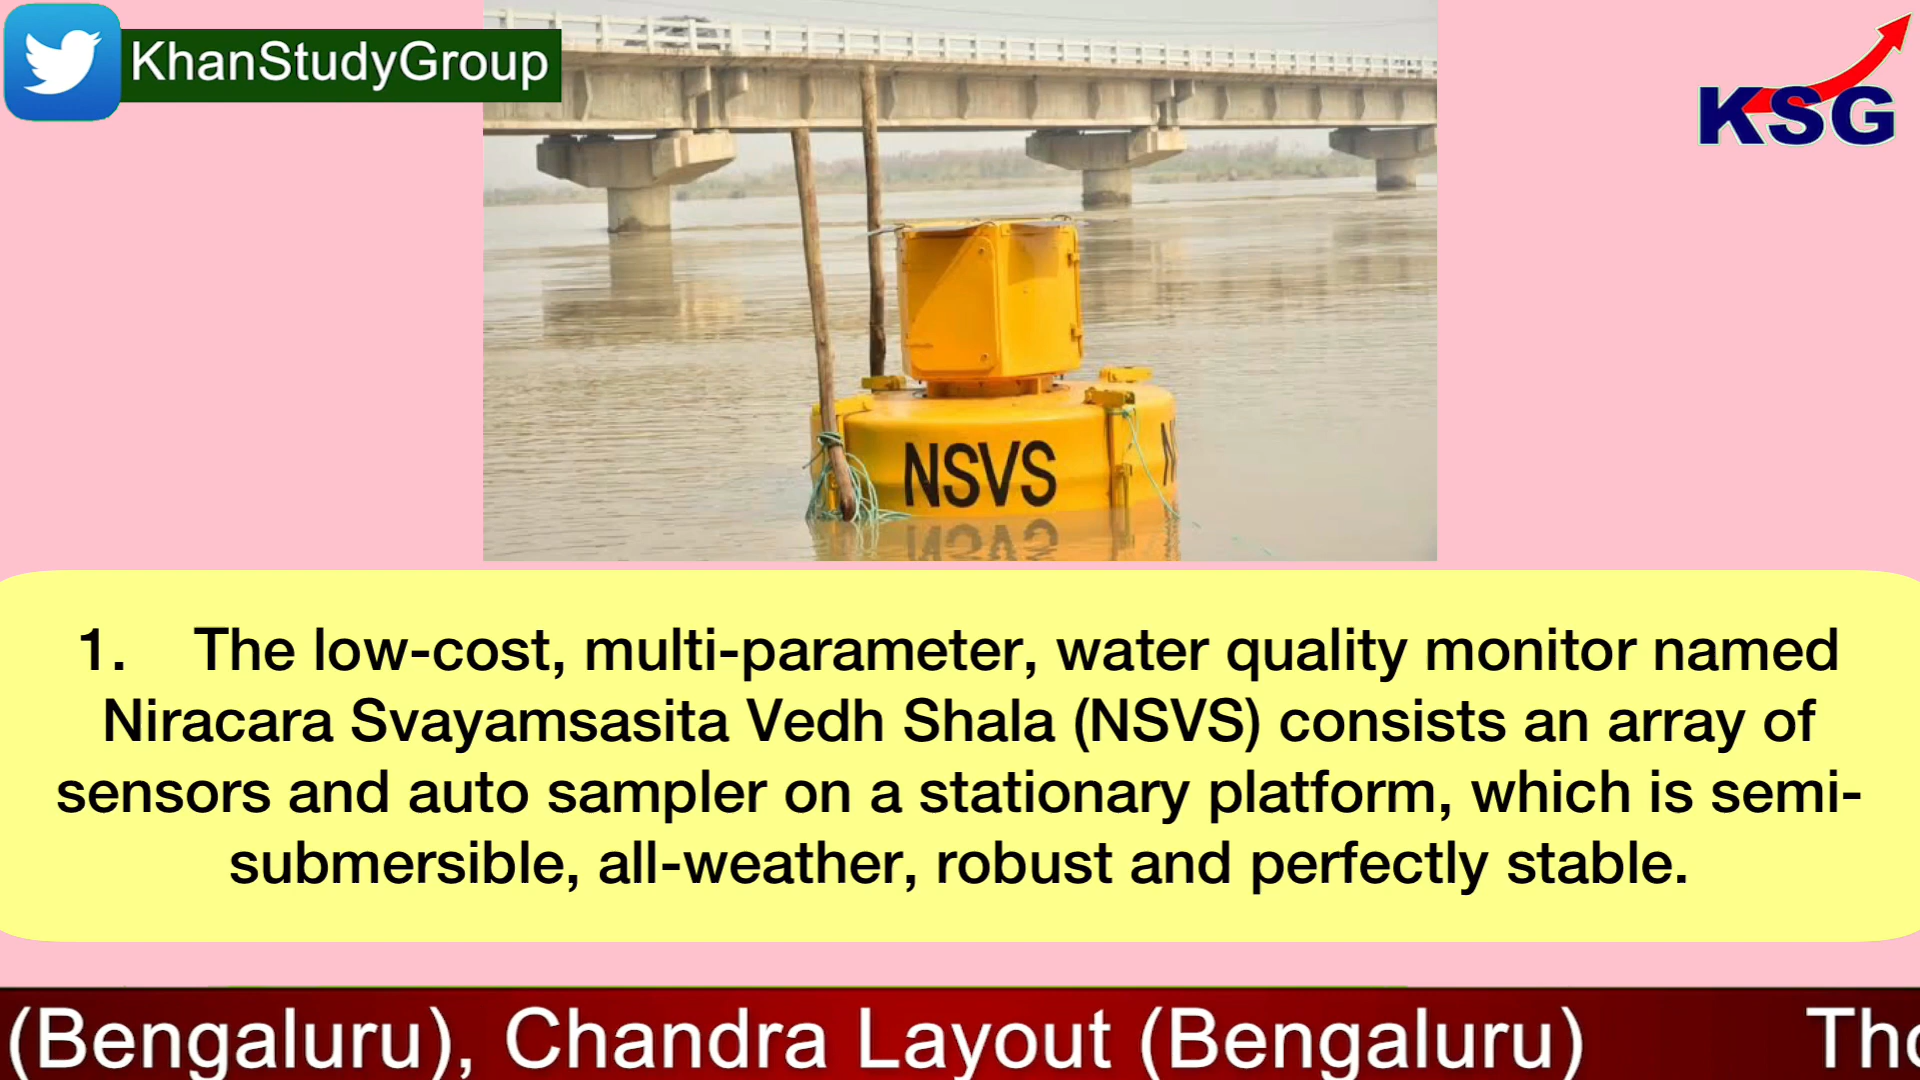 KhanStudyGroup
KSG
NSVS
1. The low-cost, multi-parameter, water quality monitor named
Niracara Svayamsasita Vedh Shala (NSVS) consists an array of
sensors and auto sampler on a stationary platform, which is semi-
submersible, all-weather, robust and perfectly stable.
(Bengaluru), Chandra Layout (Bengaluru)